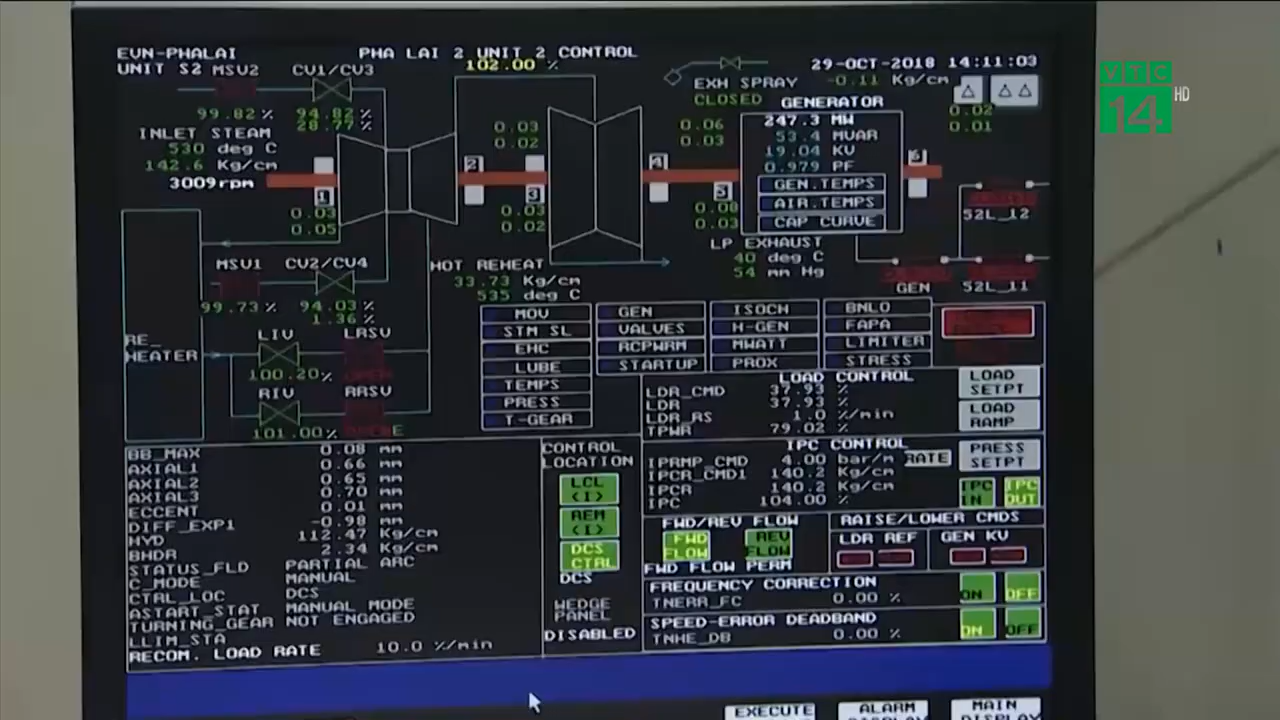 EVN-PHALAI
PHA LAI 2 UNIT 2 CONTROL
29-OCT-2018 14:11:03
UNIT S2
MSV2
CV1/CV3
102.00 %
EXH SPRAY
-0.11 Kg/cm
CLOSED
VTC
14
HD
99.82 %
94.82 %
28.77 %
GENERATOR
0.02
0.01
INLET STEAM
530 deg C
142.6 Kg/cm
3009rpm
0.03
0.02
0.06
0.03
247.3 MW
53.4 MVAR
19.04 KV
0.979 PF
GEN.TEMPS
AIR.TEMPS
CAP CURVE
1
2
3
4
5
6
0.03
0.05
0.03
0.02
0.08
0.03
52L_12
LP EXHAUST
40 deg C
54 mm Hg
MSV1
CV2/CV4
HOT REHEAT
33.73 Kg/cm
535 deg C
GEN
52L_11
99.73 %
94.03 %
1.36 %
MOV
STM SL
EHC
LUBE
TEMPS
PRESS
T-GEAR
GEN
VALVES
RCPWRM
STARTUP
ISOCH
H-GEN
MWATT
PROX
BNLO
FAPA
LIMITER
STRESS
RE_
HEATER
LIV
LRSV
100.20 %
RIV
RRSV
101.00 %
LOAD CONTROL
LDR_CMD 37.93 %
LDR 37.93 %
LDR_RS 1.0 %/min
TPWR 79.02 %
LOAD SETPT
LOAD RAMP
IPC CONTROL
IPRMP_CMD 4.00 bar/m RATE
IPCR_CMD1 140.2 Kg/cm
IPCR 140.2 Kg/cm
IPC 104.00 %
PRESS SETPT
IPC IN
IPC OUT
BB_MAX 0.08 mm
AXIAL1 0.66 mm
AXIAL2 0.65 mm
AXIAL3 0.70 mm
ECCENT 0.01 mm
DIFF_EXP1 -0.98 mm
HYD 112.47 Kg/cm
BHDR 2.34 Kg/cm
STATUS_FLD PARTIAL ARC
C_MODE MANUAL
CTRL_LOC DCS
ASTART_STAT MANUAL MODE
TURNING_GEAR NOT ENGAGED
LLIM_STA
RECOM. LOAD RATE 10.0 %/min
CONTROL
LOCATION
LCL
(I)
REM
(I)
DCS
CTRL
DCS
WEDGE
PANEL
DISABLED
FWD/REV FLOW
FWD FLOW
REV FLOW
FWD FLOW PERM
RAISE/LOWER CMDS
LDR REF
GEN KV
FREQUENCY CORRECTION
TNERR_FC 0.00 %
ON
OFF
SPEED-ERROR DEADBAND
TNHE_DB 0.00 %
ON
OFF
EXECUTE
ALARM
DISPLAY
MAIN
DISPLAY